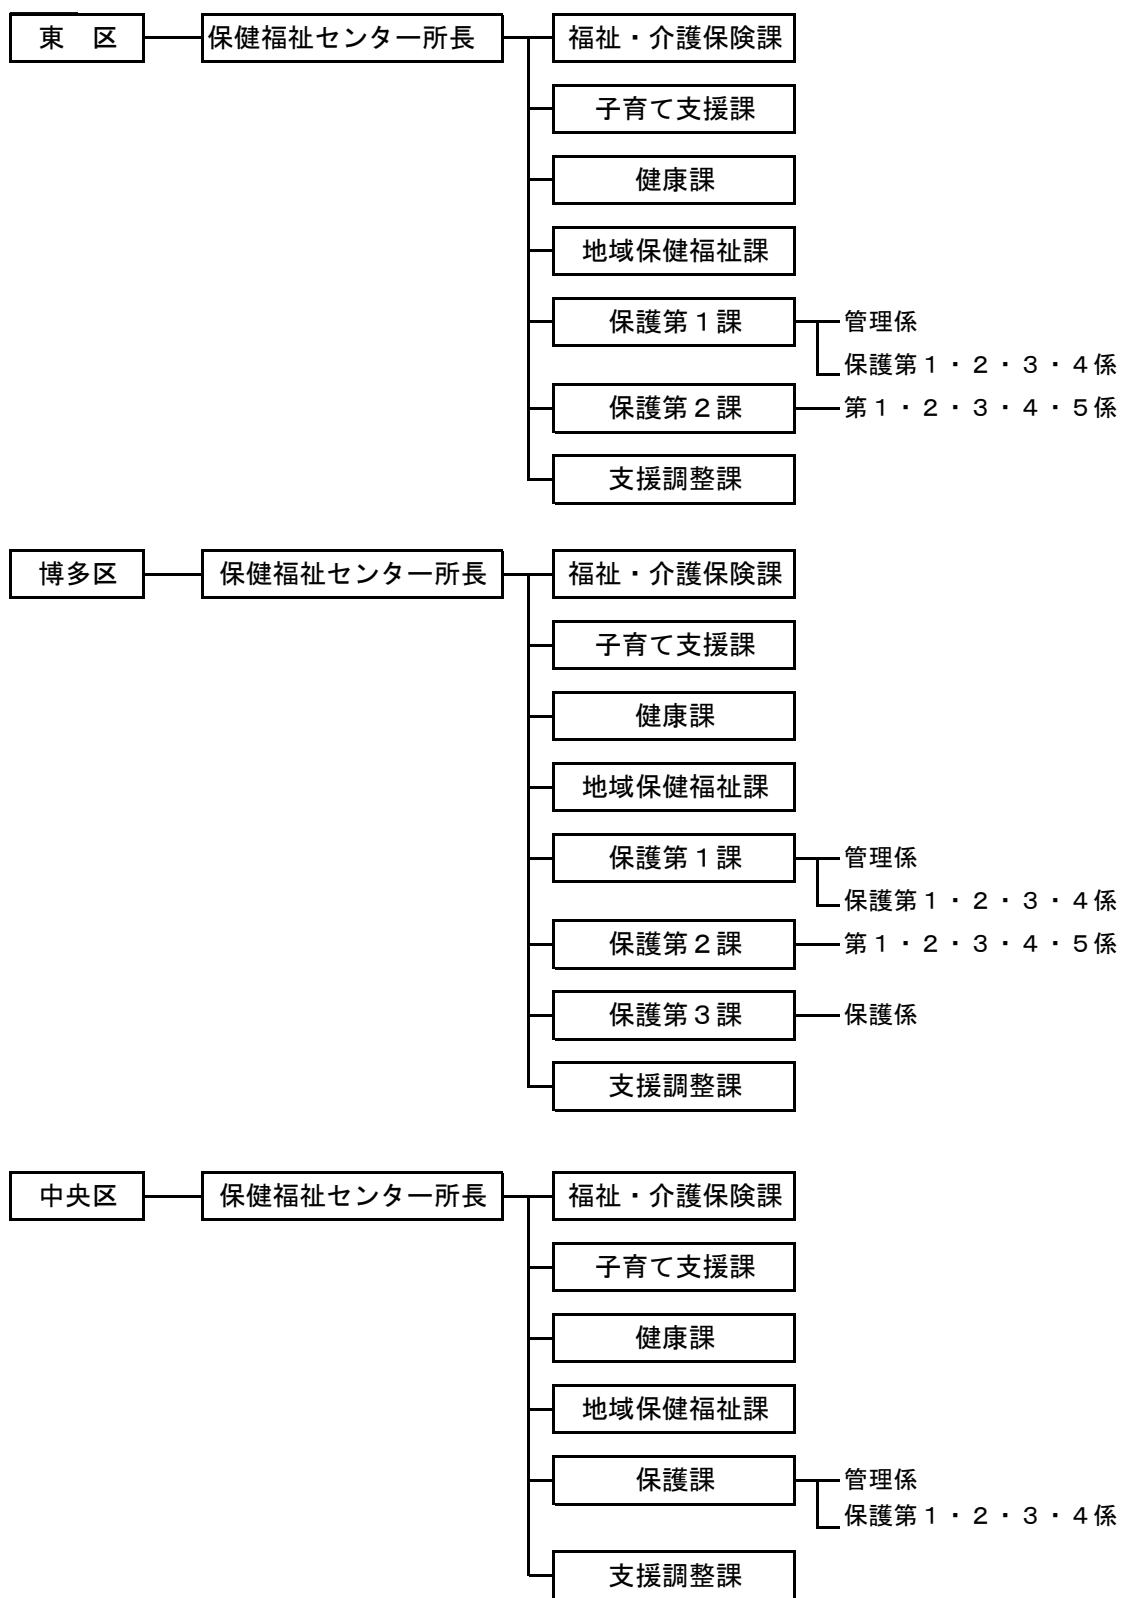 東　区 保健福祉センター所長 福祉・介護保険課
子育て支援課
健康課
地域保健福祉課
保護第１課 管理係
保護第１・２・３・４係
保護第２課 第１・２・３・４・５係
支援調整課
博多区 保健福祉センター所長 福祉・介護保険課
子育て支援課
健康課
地域保健福祉課
保護第１課 管理係
保護第１・２・３・４係
保護第２課 第１・２・３・４・５係
保護第３課 保護係
支援調整課
中央区 保健福祉センター所長 福祉・介護保険課
子育て支援課
健康課
地域保健福祉課
保護課 管理係
保護第１・２・３・４係
支援調整課